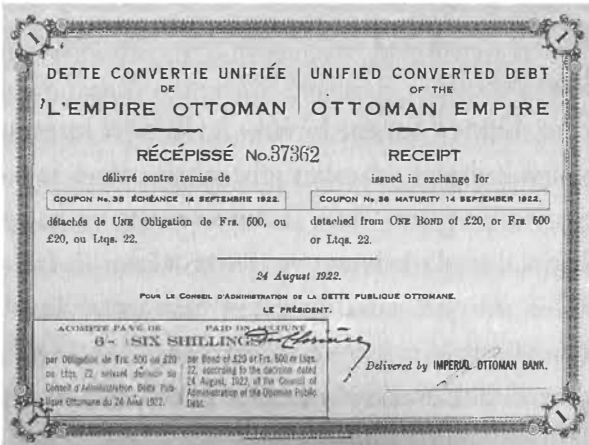 1
1
DETTE CONVERTIE UNIFIÉE
DE
L'EMPIRE OTTOMAN
UNIFIED CONVERTED DEBT
OF THE
OTTOMAN EMPIRE
RÉCÉPISSÉ No.37362 RECEIPT
délivré contre remise de
COUPON No. 38 ÉCHÉANCE 14 SEPTEMBRE 1922.
détachés de UNE Obligation de Frs. 500, ou
£20, ou Ltqs. 22.
issued in exchange for
COUPON No 38 MATURITY 14 SEPTEMBER 1922.
detached from ONE BOND of £20, or Frs. 500
or Ltqs. 22.
24 August 1922.
POUR LE CONSEIL D'ADMINISTRATION DE LA DETTE PUBLIQUE OTTOMANE.
LE PRÉSIDENT.
ACOMPTE PAYÉ DE PAID ON ACCOUNT
6- SIX SHILLINGS
par Obligation de Frs. 500 ou £20
ou Ltqs. 22, suivant décision du
Conseil d'Administration Dette Pub-
lique Ottomane du 24 Août 1922.
per Bond of £20 or Frs. 500 or Ltqs.
22, according to the decision dated
24 August, 1922, of the Council of
Administration of the Ottoman Public
Debt.
Delivered by IMPERIAL OTTOMAN BANK.
1
1